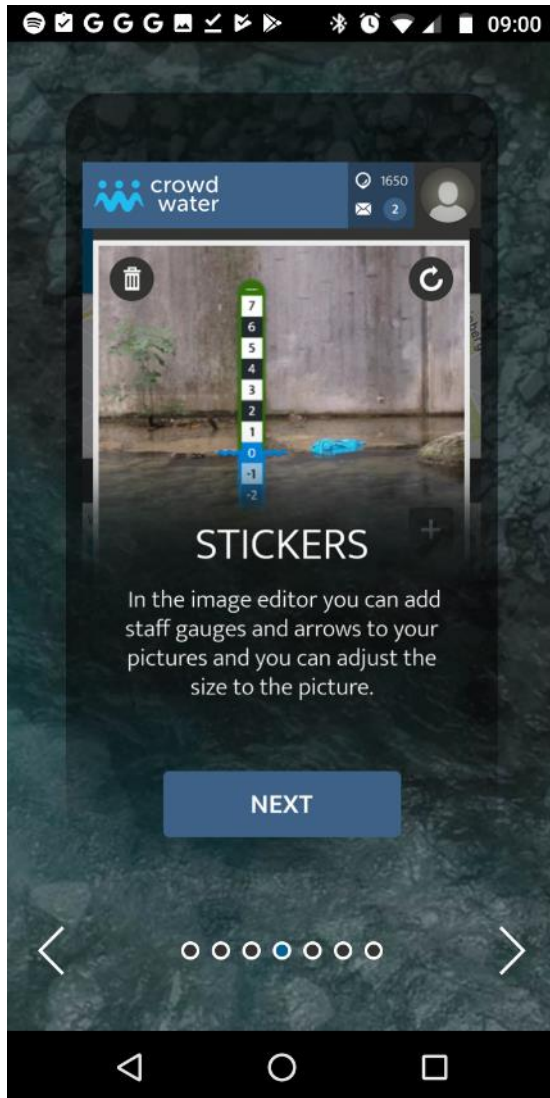 G G G 09:00
crowd
water
1650
2
7
6
5
4
3
2
1
0
-1
-2
STICKERS
In the image editor you can add
staff gauges and arrows to your
pictures and you can adjust the
size to the picture.
NEXT